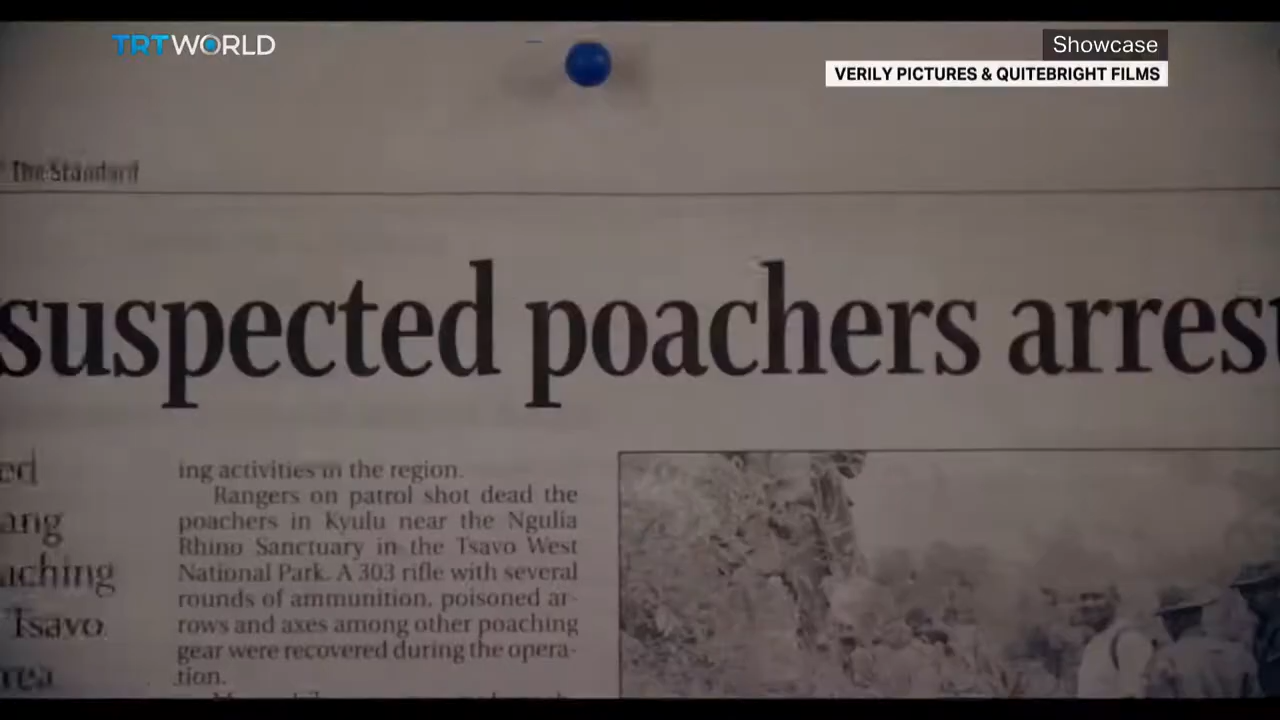 TRT WORLD
Showcase
VERILY PICTURES & QUITEBRIGHT FILMS
The Standard
suspected poachers arrest
ed
ang
aching
Tsavo
rea
ing activities in the region.
Rangers on patrol shot dead the
poachers in Kyulu near the Ngulia
Rhino Sanctuary in the Tsavo West
National Park. A 303 rifle with several
rounds of ammunition, poisoned ar-
rows and axes among other poaching
gear were recovered during the opera-
tion.